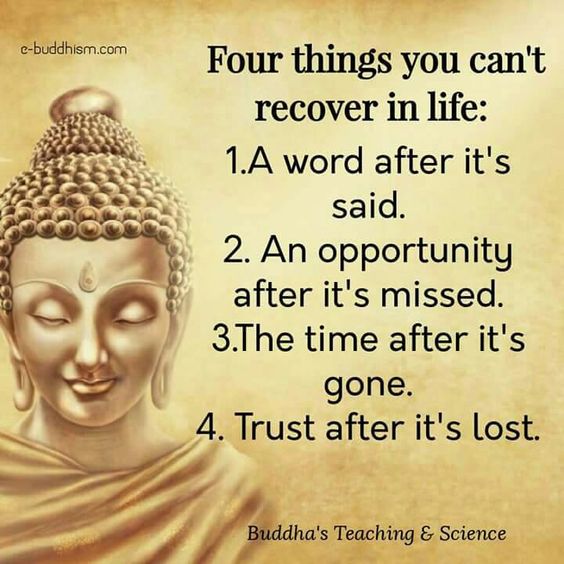 e-buddhism.com
Four things you can't
recover in life:
1.A word after it's
said.
2. An opportunity
after it's missed.
3.The time after it's
gone.
4. Trust after it's lost.
Buddha's Teaching & Science